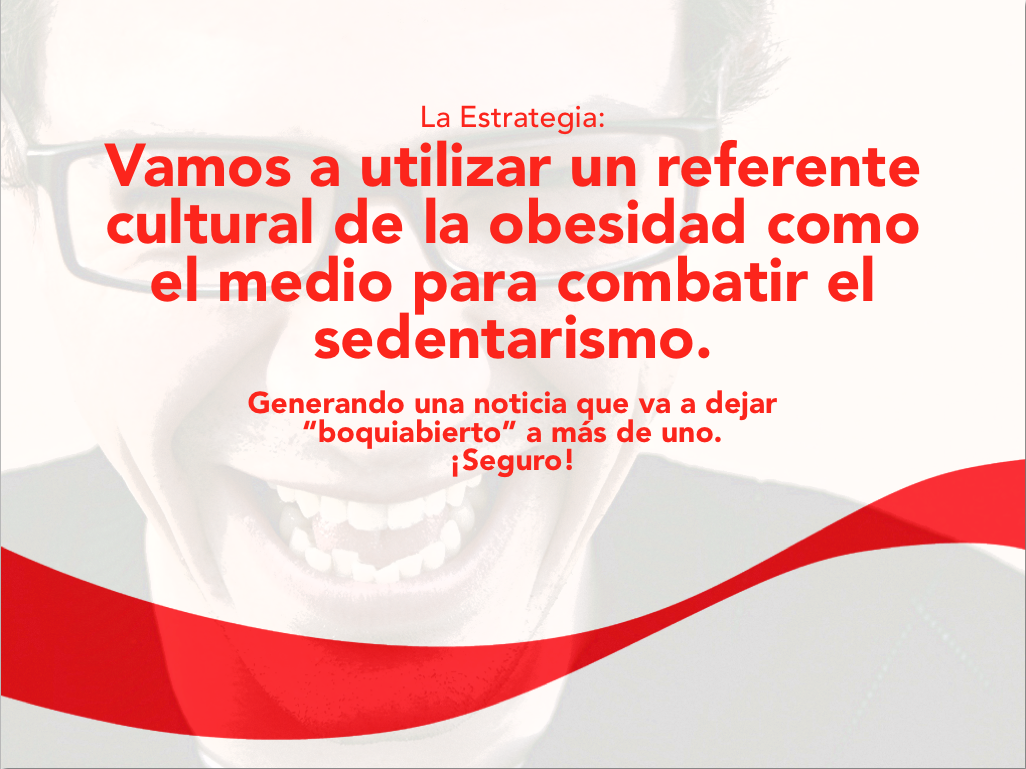 La Estrategia:
Vamos a utilizar un referente
cultural de la obesidad como
el medio para combatir el
sedentarismo.
Generando una noticia que va a dejar
“boquiabierto” a más de uno.
¡Seguro!